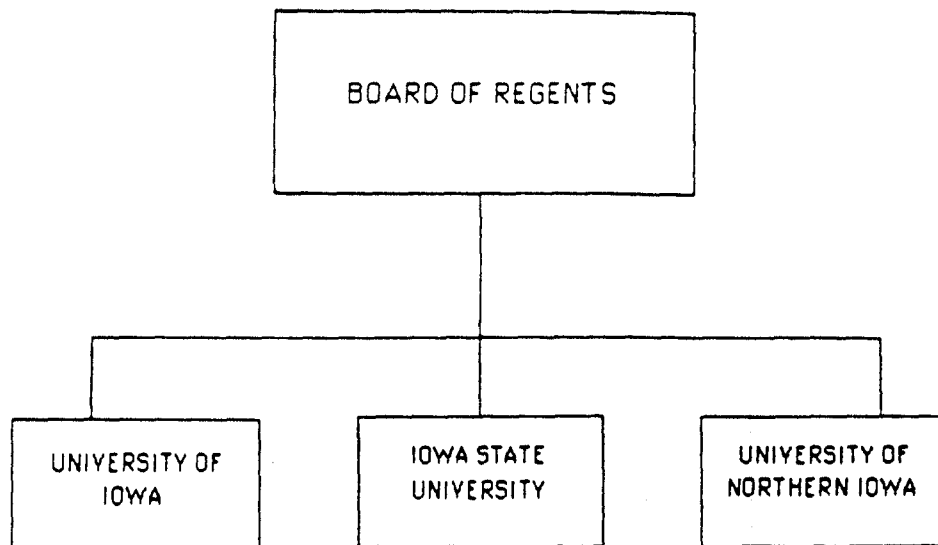 BOARD OF REGENTS
UNIVERSITY OF
IOWA
IOWA STATE
UNIVERSITY
UNIVERSITY OF
NORTHERN IOWA